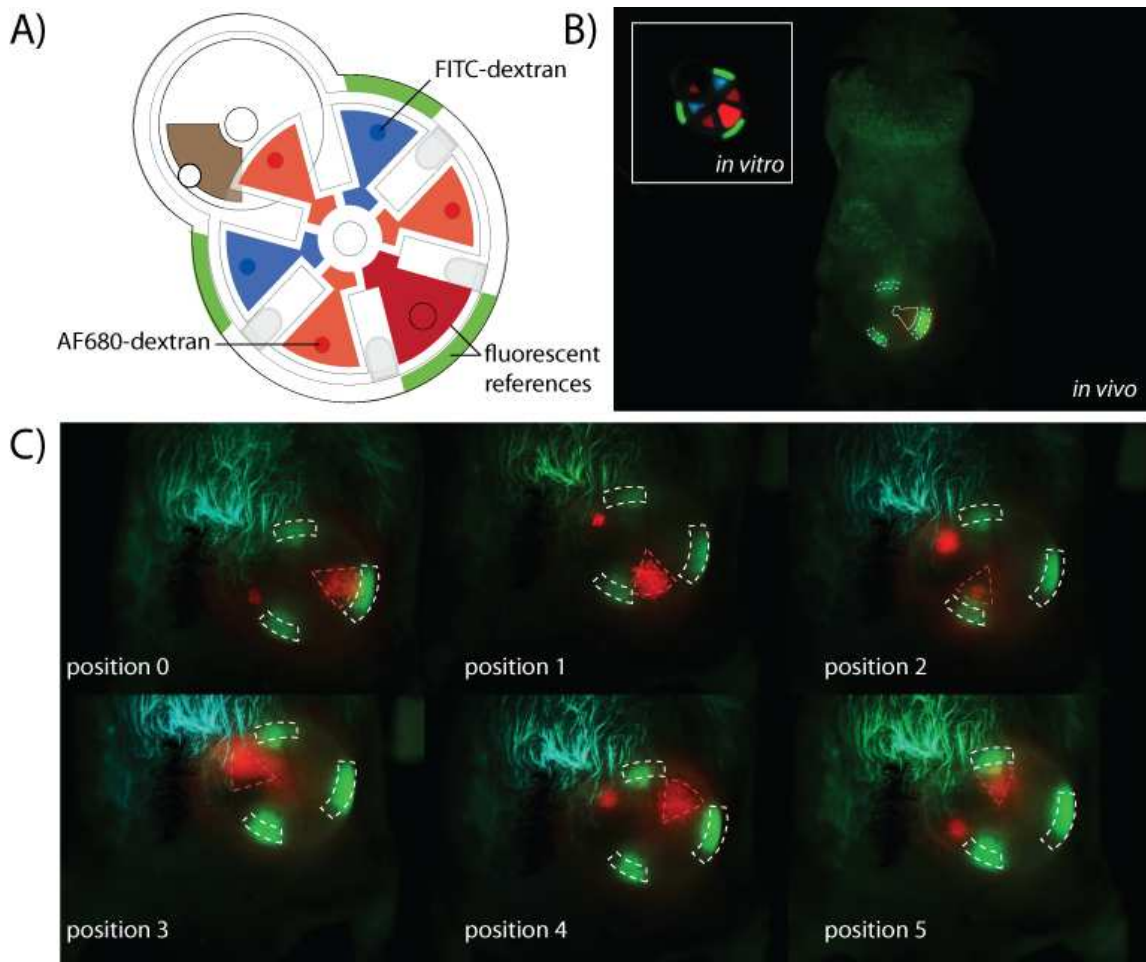 A)
FITC-dextran
AF680-dextran
fluorescent
references
B)
in vitro
in vivo
C)
position 0
position 1
position 2
position 3
position 4
position 5